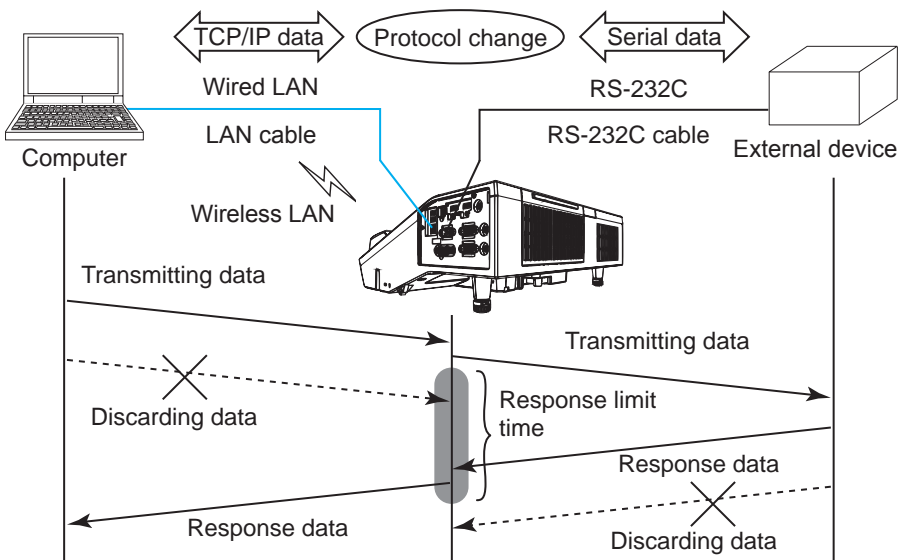 TCP/IP data
Protocol change
Serial data
Wired LAN
RS-232C
LAN cable
RS-232C cable
Computer
External device
Wireless LAN
Transmitting data
Transmitting data
Discarding data
Response limit
time
Response data
Response data
Discarding data